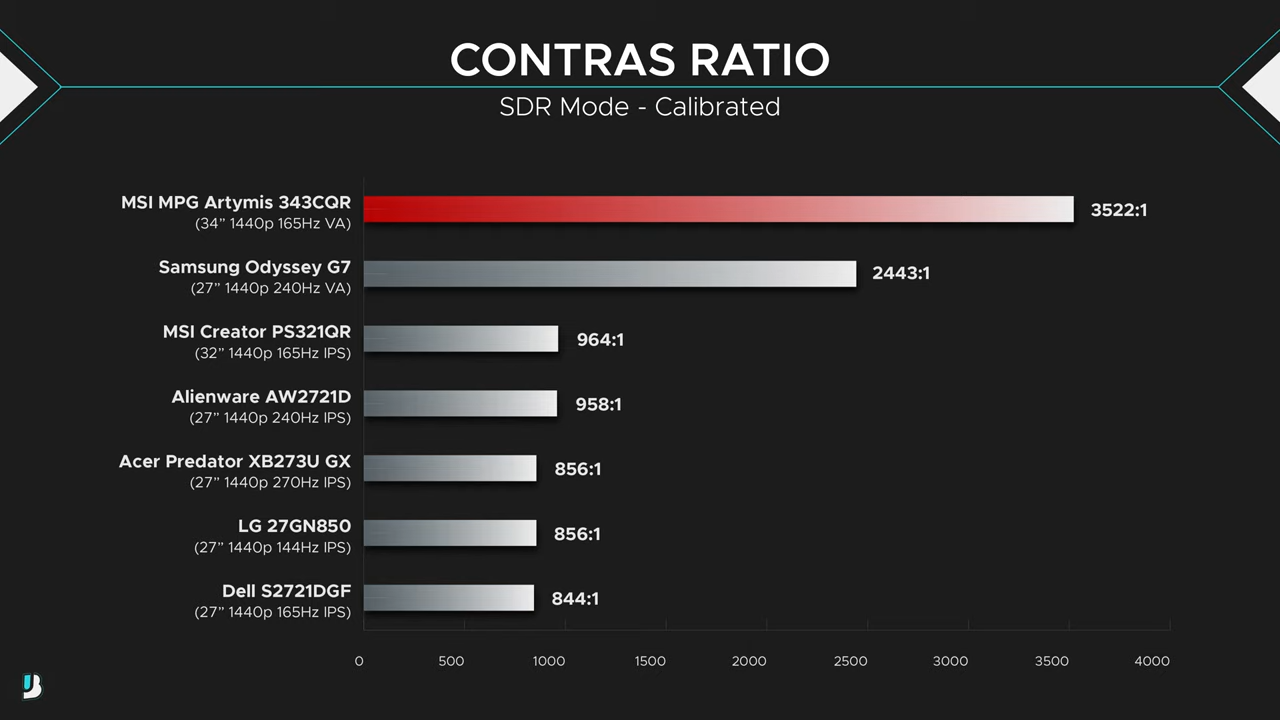 CONTRAS RATIO
SDR Mode - Calibrated
MSI MPG Artymis 343CQR
(34” 1440p 165Hz VA)
3522:1
Samsung Odyssey G7
(27” 1440p 240Hz VA)
2443:1
MSI Creator PS321QR
(32” 1440p 165Hz IPS)
964:1
Alienware AW2721D
(27” 1440p 240Hz IPS)
958:1
Acer Predator XB273U GX
(27” 1440p 270Hz IPS)
856:1
LG 27GN850
(27” 1440p 144Hz IPS)
856:1
Dell S2721DGF
(27” 1440p 165Hz IPS)
844:1
0 500 1000 1500 2000 2500 3000 3500 4000